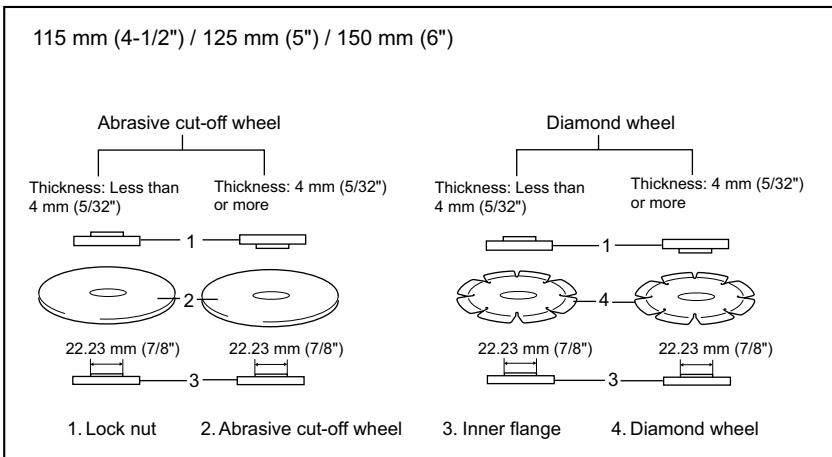 115 mm (4-1/2") / 125 mm (5") / 150 mm (6")
Abrasive cut-off wheel
Diamond wheel
Thickness: Less than
4 mm (5/32")
Thickness: 4 mm (5/32")
or more
Thickness: Less than
4 mm (5/32")
Thickness: 4 mm (5/32")
or more
1
1
2
4
22.23 mm (7/8")
22.23 mm (7/8")
22.23 mm (7/8")
22.23 mm (7/8")
3
3
1. Lock nut
2. Abrasive cut-off wheel
3. Inner flange
4. Diamond wheel